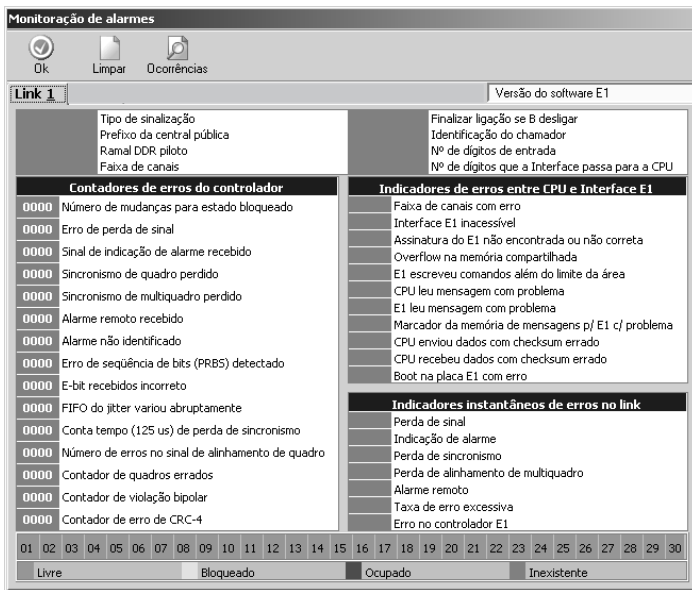 Monitoração de alarmes
Ok Limpar Ocorrências
Link 1
Versão do software E1
Tipo de sinalização
Prefixo da central pública
Ramal DDR piloto
Faixa de canais
Finalizar ligação se B desligar
Identificação do chamador
Nº de dígitos de entrada
Nº de dígitos que a Interface passa para a CPU
Contadores de erros do controlador
0000 Número de mudanças para estado bloqueado
0000 Erro de perda de sinal
0000 Sinal de indicação de alarme recebido
0000 Sincronismo de quadro perdido
0000 Sincronismo de multiquadro perdido
0000 Alarme remoto recebido
0000 Alarme não identificado
0000 Erro de seqüência de bits (PRBS) detectado
0000 E-bit recebidos incorreto
0000 FIFO do jitter variou abruptamente
0000 Conta tempo (125 us) de perda de sincronismo
0000 Número de erros no sinal de alinhamento de quadro
0000 Contador de quadros errados
0000 Contador de violação bipolar
0000 Contador de erro de CRC-4
Indicadores de erros entre CPU e Interface E1
Faixa de canais com erro
Interface E1 inacessível
Assinatura do E1 não encontrada ou não correta
Overflow na memória compartilhada
E1 escreveu comandos além do limite da área
CPU leu mensagem com problema
E1 leu mensagem com problema
Marcador da memória de mensagens p/ E1 c/ problema
CPU enviou dados com checksum errado
CPU recebeu dados com checksum errado
Boot na placa E1 com erro
Indicadores instantâneos de erros no link
Perda de sinal
Indicação de alarme
Perda de sincronismo
Perda de alinhamento de multiquadro
Alarme remoto
Taxa de erro excessiva
Erro no controlador E1
01 02 03 04 05 06 07 08 09 10 11 12 13 14 15 16 17 18 19 20 21 22 23 24 25 26 27 28 29 30
Livre Bloqueado Ocupado Inexistente